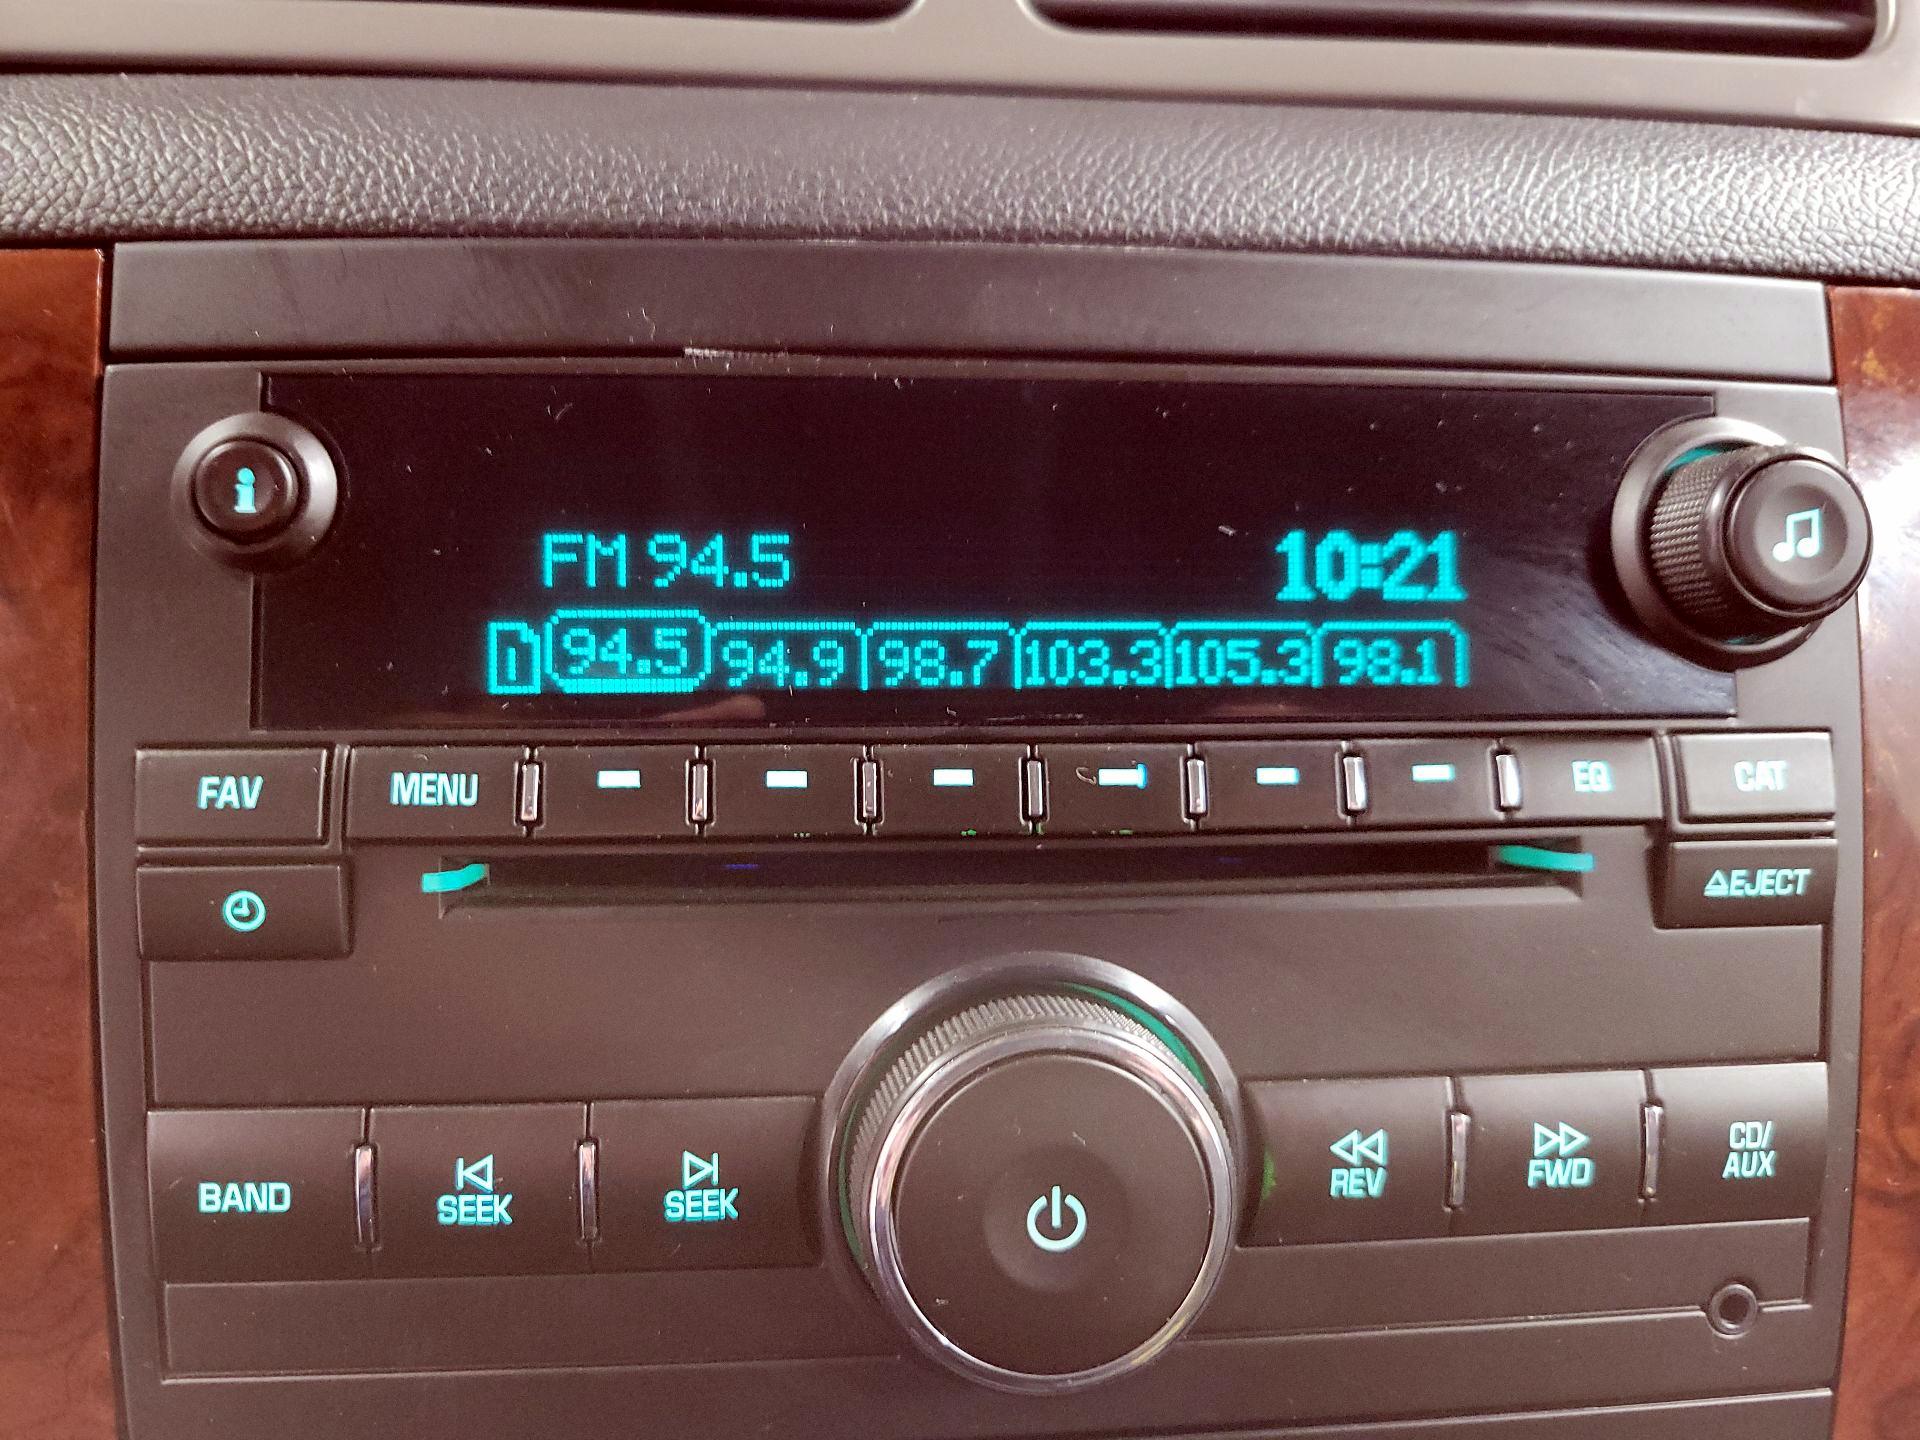 i
FM 94.5 10:21
1 94.5 94.9 98.7 103.3 105.3 98.1
FAV MENU EQ CAT
EJECT
BAND SEEK SEEK REV FWD CD/
AUX